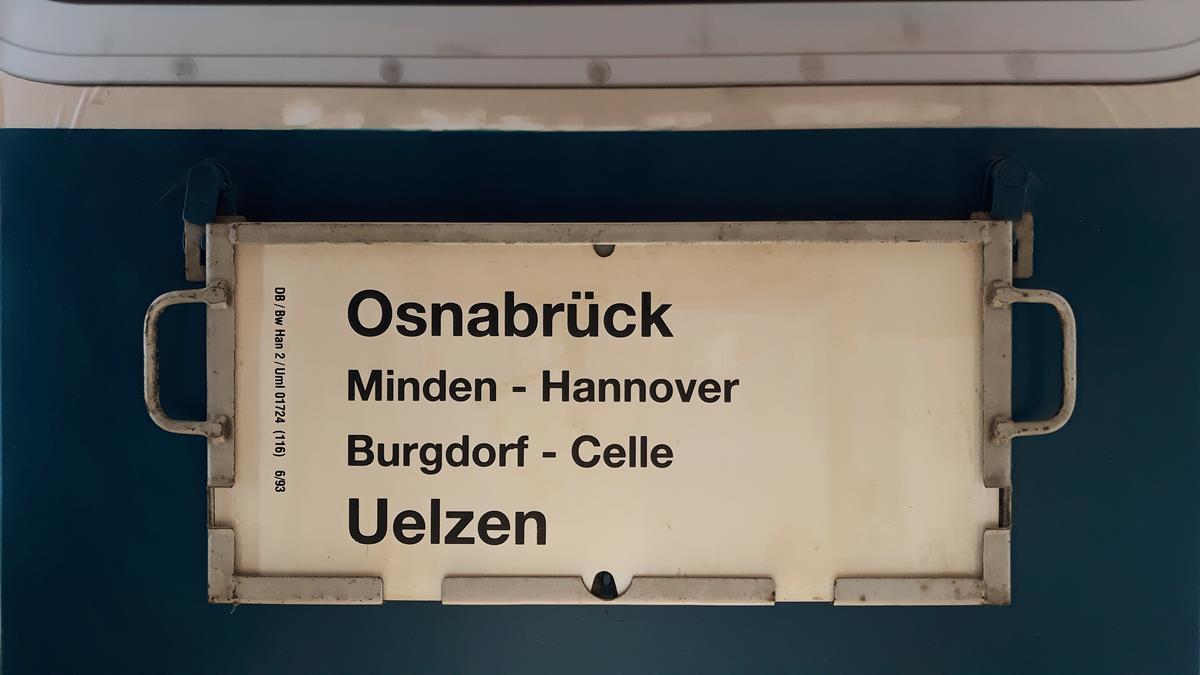 Osnabrück
Minden - Hannover
Burgdorf - Celle
Uelzen
DB / Bw Han 2 / Uml 01724 (116) 6/93